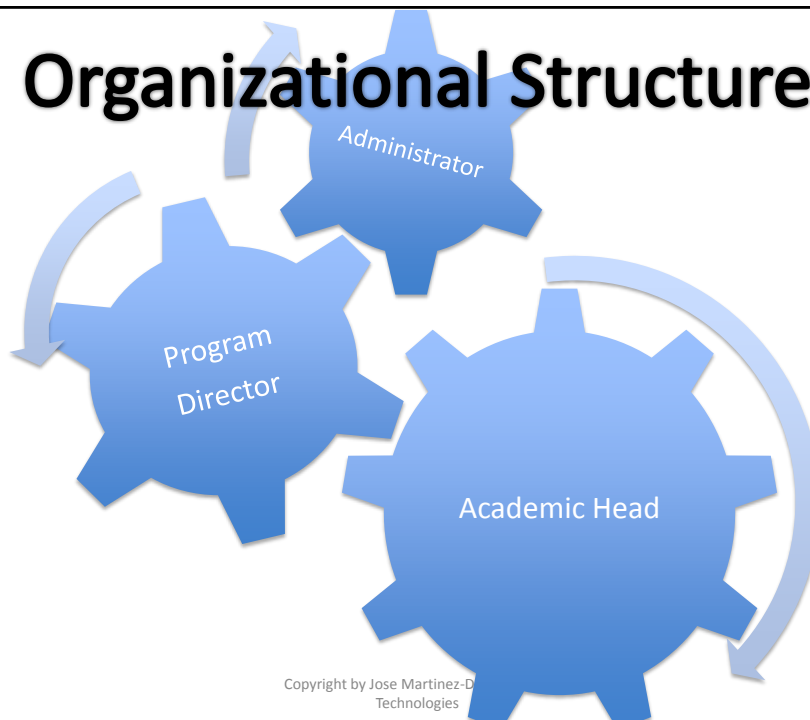 Organizational Structure
Administrator
Program
Director
Academic Head
Copyright by Jose Martinez-D
Technologies